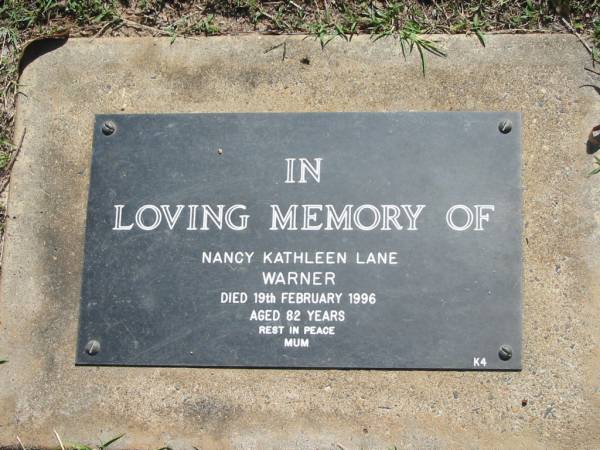 IN
LOVING MEMORY OF
NANCY KATHLEEN LANE
WARNER
DIED 19th FEBRUARY 1996
AGED 82 YEARS
REST IN PEACE
MUM
K4